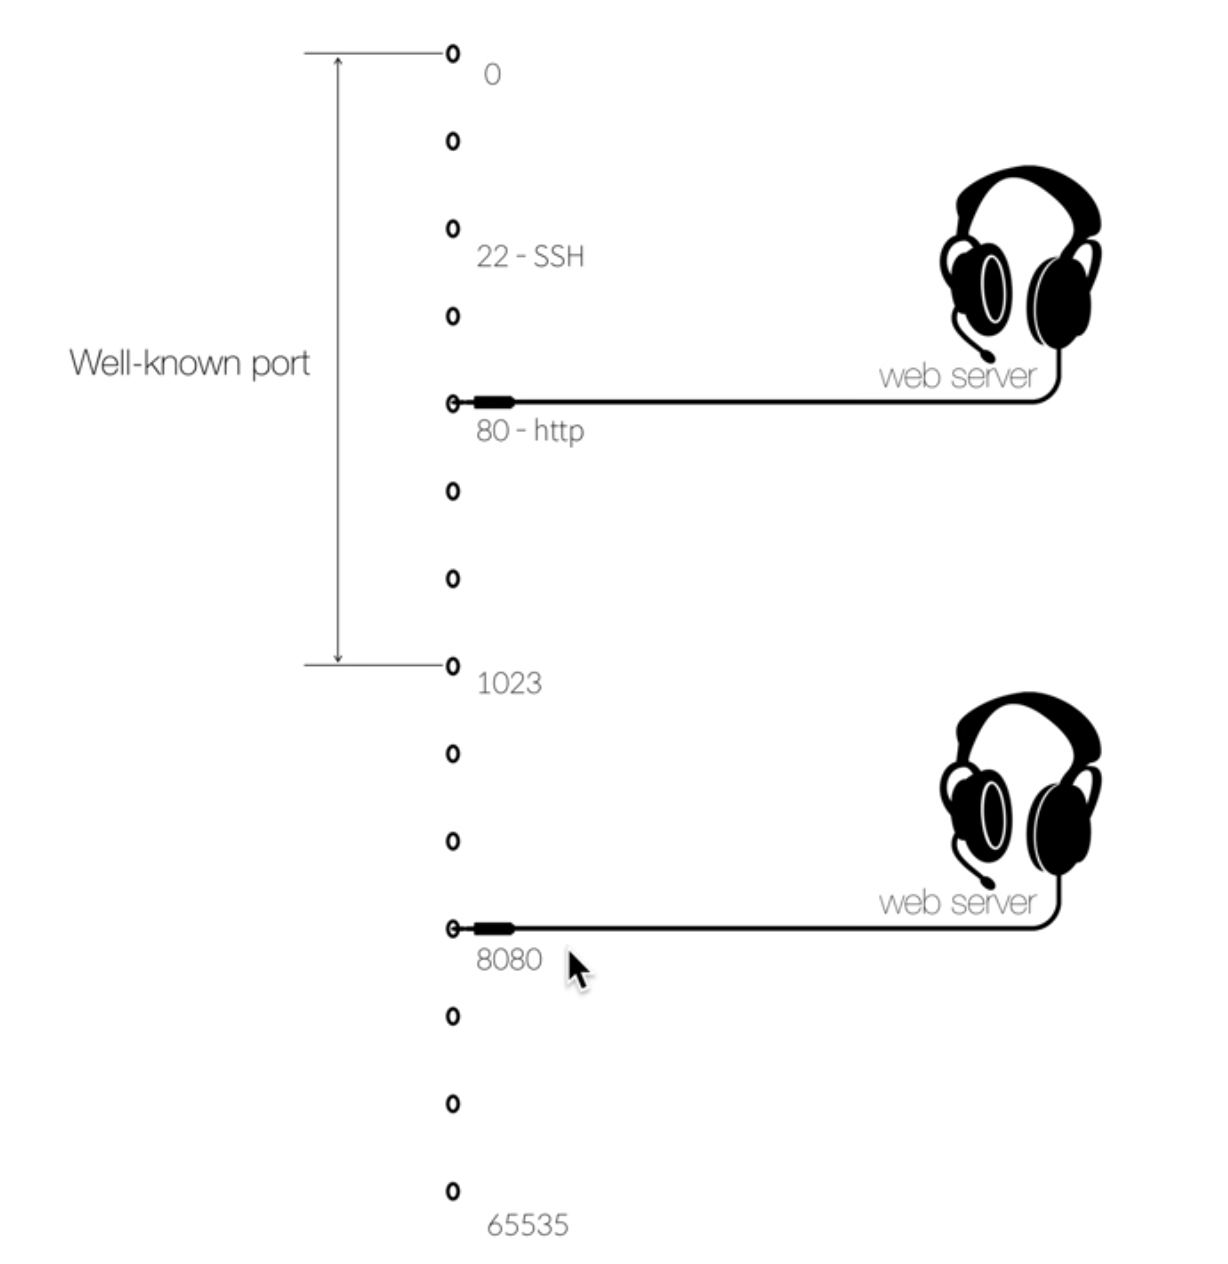 0
22 - SSH
Well-known port
web server
80 - http
1023
web server
8080
65535